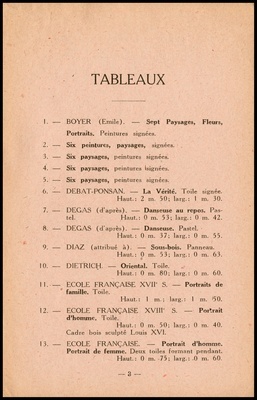 TABLEAUX
1. — BOYER (Emile). — Sept Paysages, Fleurs,
Portraits, Peintures signées.
2. — Six peintures, paysages, signées.
3. — Six paysages, peintures signées.
4. — Six paysages, peintures signées.
5. — Six paysages, peintures signées.
6. — DEBAT-PONSAN. — La Vérité. Toile signée.
Haut.: 2 m. 50; larg.: 1 m. 30.
7. — DEGAS (d'après). — Danseuse au repos. Pas-
tel. Haut.: 0 m. 53; larg.: 0 m. 42.
8. — DEGAS (d'après). — Danseuse. Pastel.
Haut.: 0 m. 37; larg.: 0 m. 55.
9. — DIAZ (attribué à). — Sous-bois. Panneau.
Haut.: 0 m. 53; larg.: 0 m. 63.
10. — DIETRICH. — Oriental. Toile.
Haut.: 0 m. 80; larg.: 0 m. 60.
11. — ECOLE FRANÇAISE XVIIe S. — Portraits de
famille. Toile.
Haut.: 1 m.; larg.: 1 m. 50.
12. — ECOLE FRANÇAISE XVIIIe S. — Portrait
d'homme. Toile.
Haut.: 0 m. 50; larg.: 0 m. 40.
Cadre bois sculpté Louis XVI.
13. — ECOLE FRANÇAISE. — Portrait d'homme.
Portrait de femme. Deux toiles formant pendant.
Haut.: 0 m. 75; larg.: 0 m. 60.
— 3 —